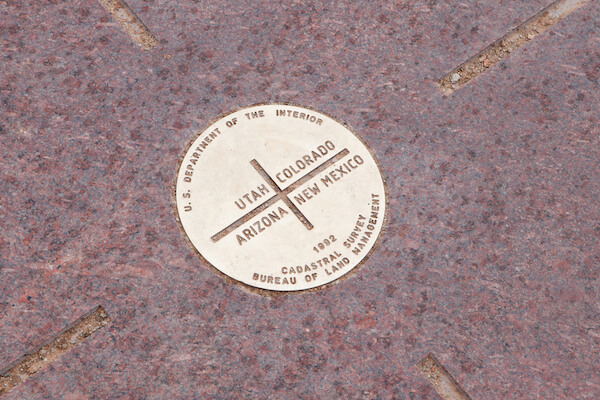 U. S. DEPARTMENT OF THE INTERIOR
UTAH COLORADO
ARIZONA NEW MEXICO
1992
CADASTRAL SURVEY
BUREAU OF LAND MANAGEMENT